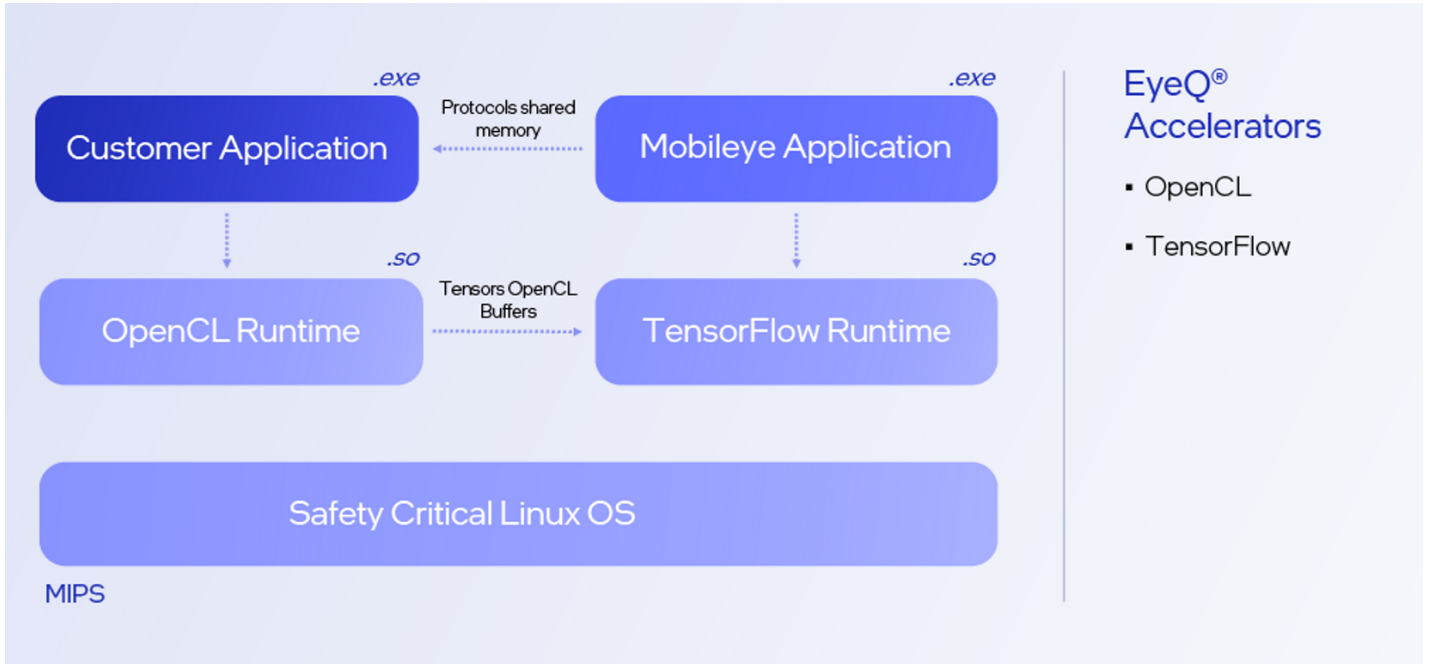 .exe
.exe
Customer Application
Protocols shared
memory
Mobileye Application
.so
.so
OpenCL Runtime
Tensors OpenCL
Buffers
TensorFlow Runtime
Safety Critical Linux OS
MIPS
EyeQ®
Accelerators
▪ OpenCL
▪ TensorFlow